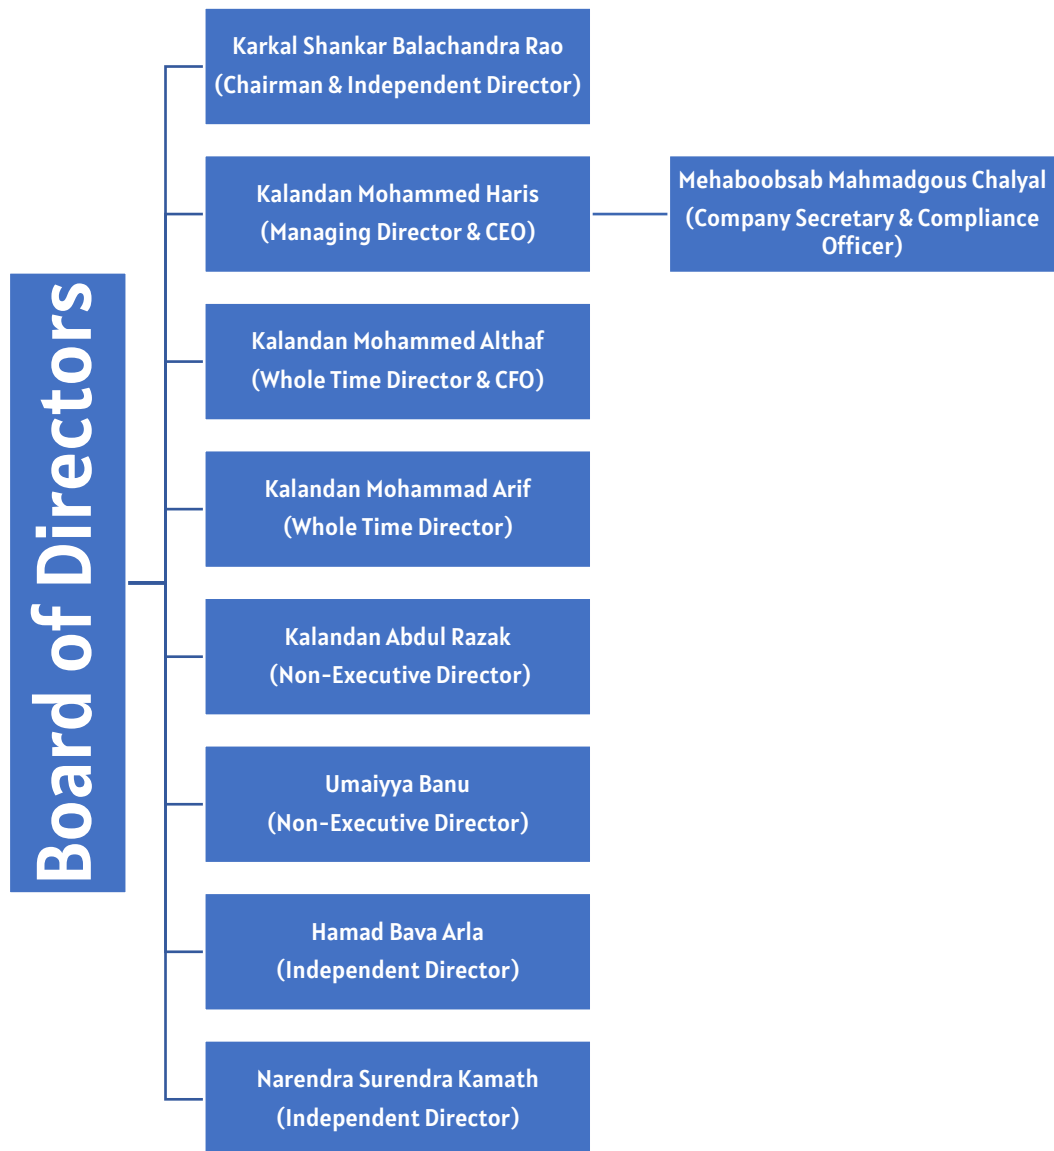 Board of Directors
Karkal Shankar Balachandra Rao
(Chairman & Independent Director)
Kalandan Mohammed Haris
(Managing Director & CEO)
Mehaboobsab Mahmadgous Chalyal
(Company Secretary & Compliance
Officer)
Kalandan Mohammed Althaf
(Whole Time Director & CFO)
Kalandan Mohammad Arif
(Whole Time Director)
Kalandan Abdul Razak
(Non-Executive Director)
Umaiyya Banu
(Non-Executive Director)
Hamad Bava Arla
(Independent Director)
Narendra Surendra Kamath
(Independent Director)